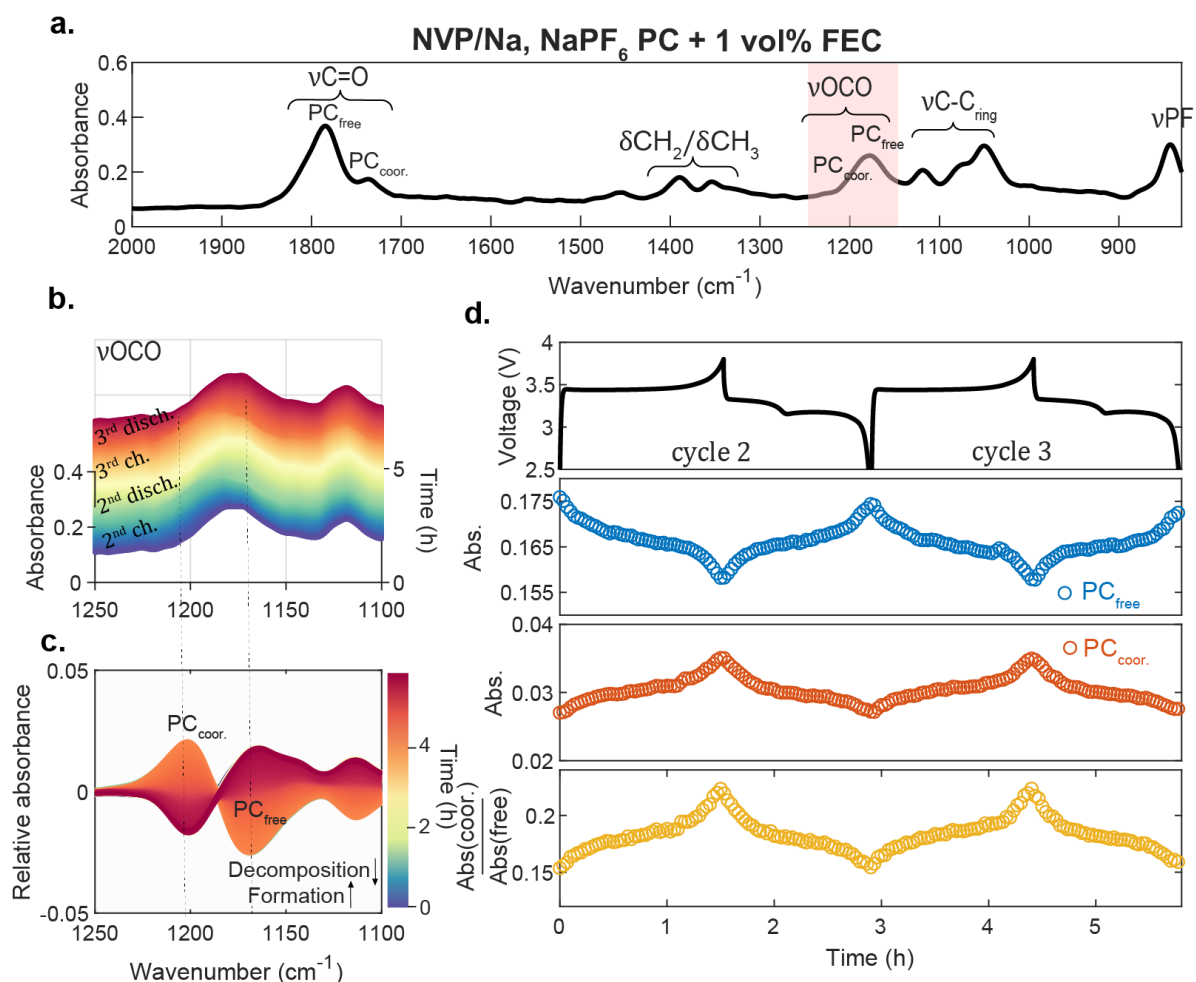 a.
NVP/Na, NaPF6 PC + 1 vol% FEC
Absorbance
0.6
0.4
0.2
0
νC=O
PCfree
PCcoor.
δCH2/δCH3
νOCO
PCfree
PCcoor.
νC-Cring
νPF
2000 1900 1800 1700 1600 1500 1400 1300 1200 1100 1000 900
Wavenumber (cm-1)
b.
νOCO
3rd disch.
3rd ch.
2nd disch.
2nd ch.
Absorbance
0.4
0.2
0
5
0
Time (h)
1250 1200 1150 1100
c.
Relative absorbance
0.05
0
-0.05
PCcoor.
PCfree
Decomposition↓
Formation↑
4
2
0
Time (h)
1250 1200 1150 1100
Wavenumber (cm-1)
d.
Voltage (V)
4
3.5
3
2.5
cycle 2
cycle 3
Abs.
0.175
0.165
0.155
PCfree
Abs.
0.04
0.03
0.02
PCcoor.
Abs(coor.)
Abs(free)
0.2
0.15
0 1 2 3 4 5
Time (h)